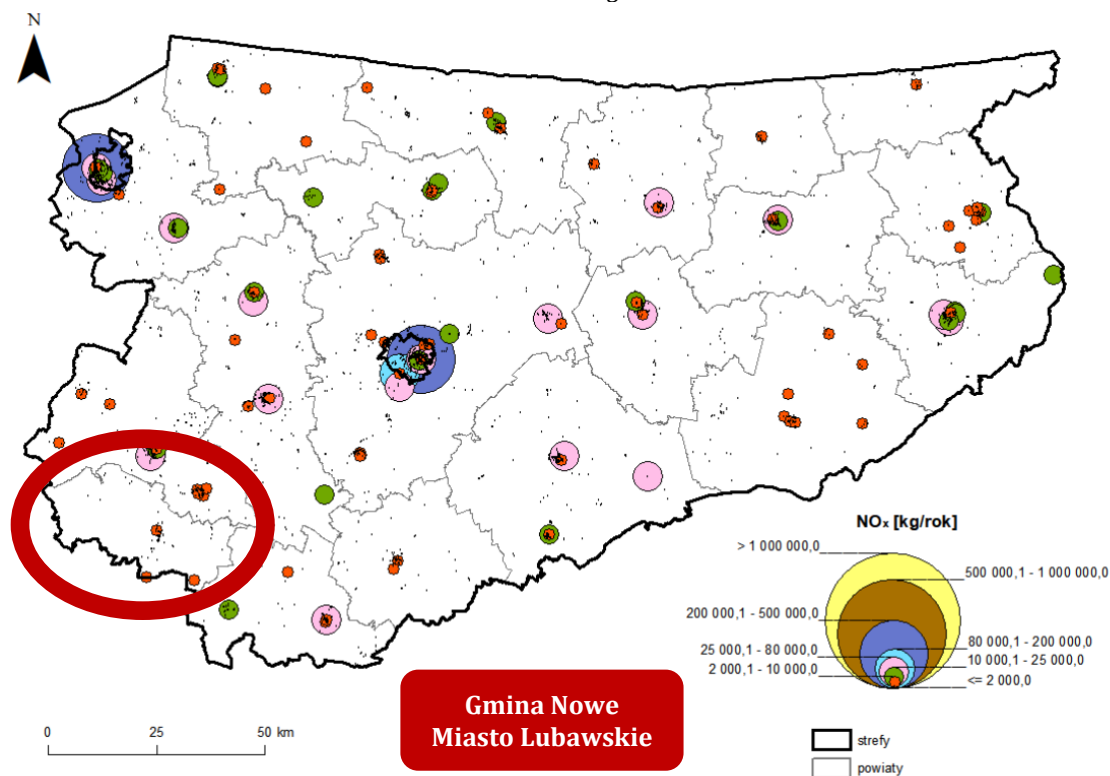 N
NOx [kg/rok]
> 1 000 000,0
500 000,1 - 1 000 000,0
200 000,1 - 500 000,0
80 000,1 - 200 000,0
25 000,1 - 80 000,0
10 000,1 - 25 000,0
2 000,1 - 10 000,0
<= 2 000,0
Gmina Nowe
Miasto Lubawskie
0 25 50 km
strefy
powiaty